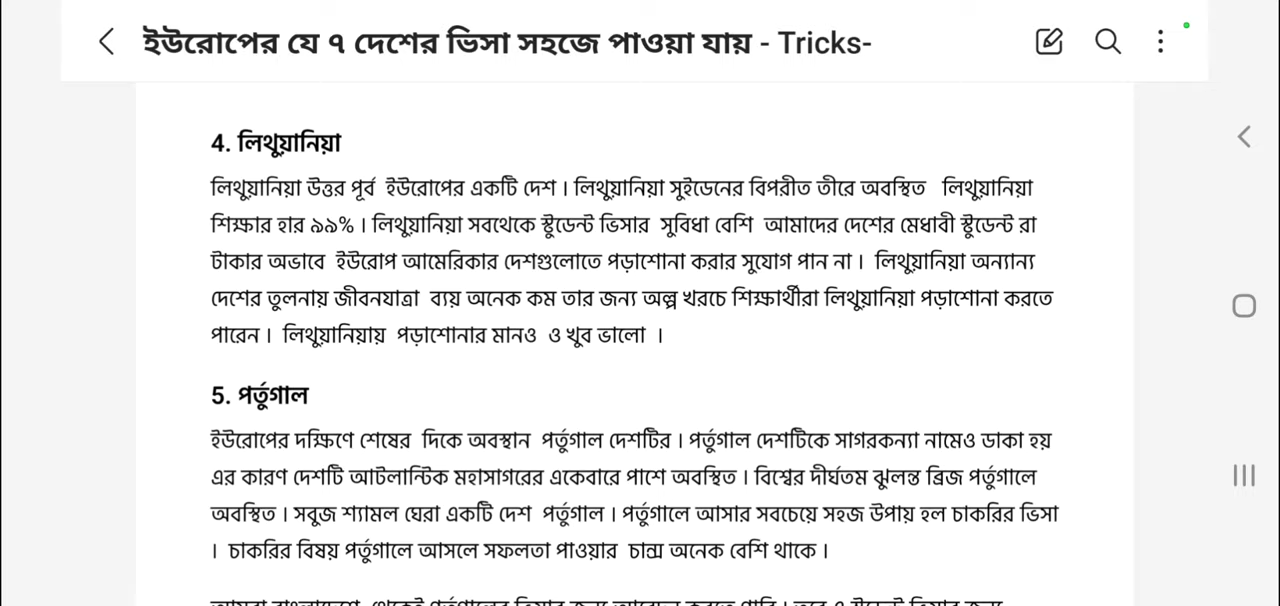 ইউরোপের যে ৭ দেশের ভিসা সহজে পাওয়া যায় - Tricks-
4. লিথুয়ানিয়া
লিথুয়ানিয়া উত্তর পূর্ব ইউরোপের একটি দেশ। লিথুয়ানিয়া সুইডেনের বিপরীত তীরে অবস্থিত লিথুয়ানিয়া
শিক্ষার হার ৯৯%। লিথুয়ানিয়া সবথেকে স্টুডেন্ট ভিসার সুবিধা বেশি আমাদের দেশের মেধাবী স্টুডেন্ট রা
টাকার অভাবে ইউরোপ আমেরিকার দেশগুলোতে পড়াশোনা করার সুযোগ পান না। লিথুয়ানিয়া অন্যান্য
দেশের তুলনায় জীবনযাত্রা ব্যয় অনেক কম তার জন্য অল্প খরচে শিক্ষার্থীরা লিথুয়ানিয়া পড়াশোনা করতে
পারেন। লিথুয়ানিয়ায় পড়াশোনার মানও ও খুব ভালো ।
5. পর্তুগাল
ইউরোপের দক্ষিণে শেষের দিকে অবস্থান পর্তুগাল দেশটির। পর্তুগাল দেশটিকে সাগরকন্যা নামেও ডাকা হয়
এর কারণ দেশটি আটলান্টিক মহাসাগরের একেবারে পাশে অবস্থিত। বিশ্বের দীর্ঘতম ঝুলন্ত ব্রিজ পর্তুগালে
অবস্থিত। সবুজ শ্যামল ঘেরা একটি দেশ পর্তুগাল। পর্তুগালে আসার সবচেয়ে সহজ উপায় হল চাকরির ভিসা
। চাকরির বিষয় পর্তুগালে আসলে সফলতা পাওয়ার চান্স অনেক বেশি থাকে।